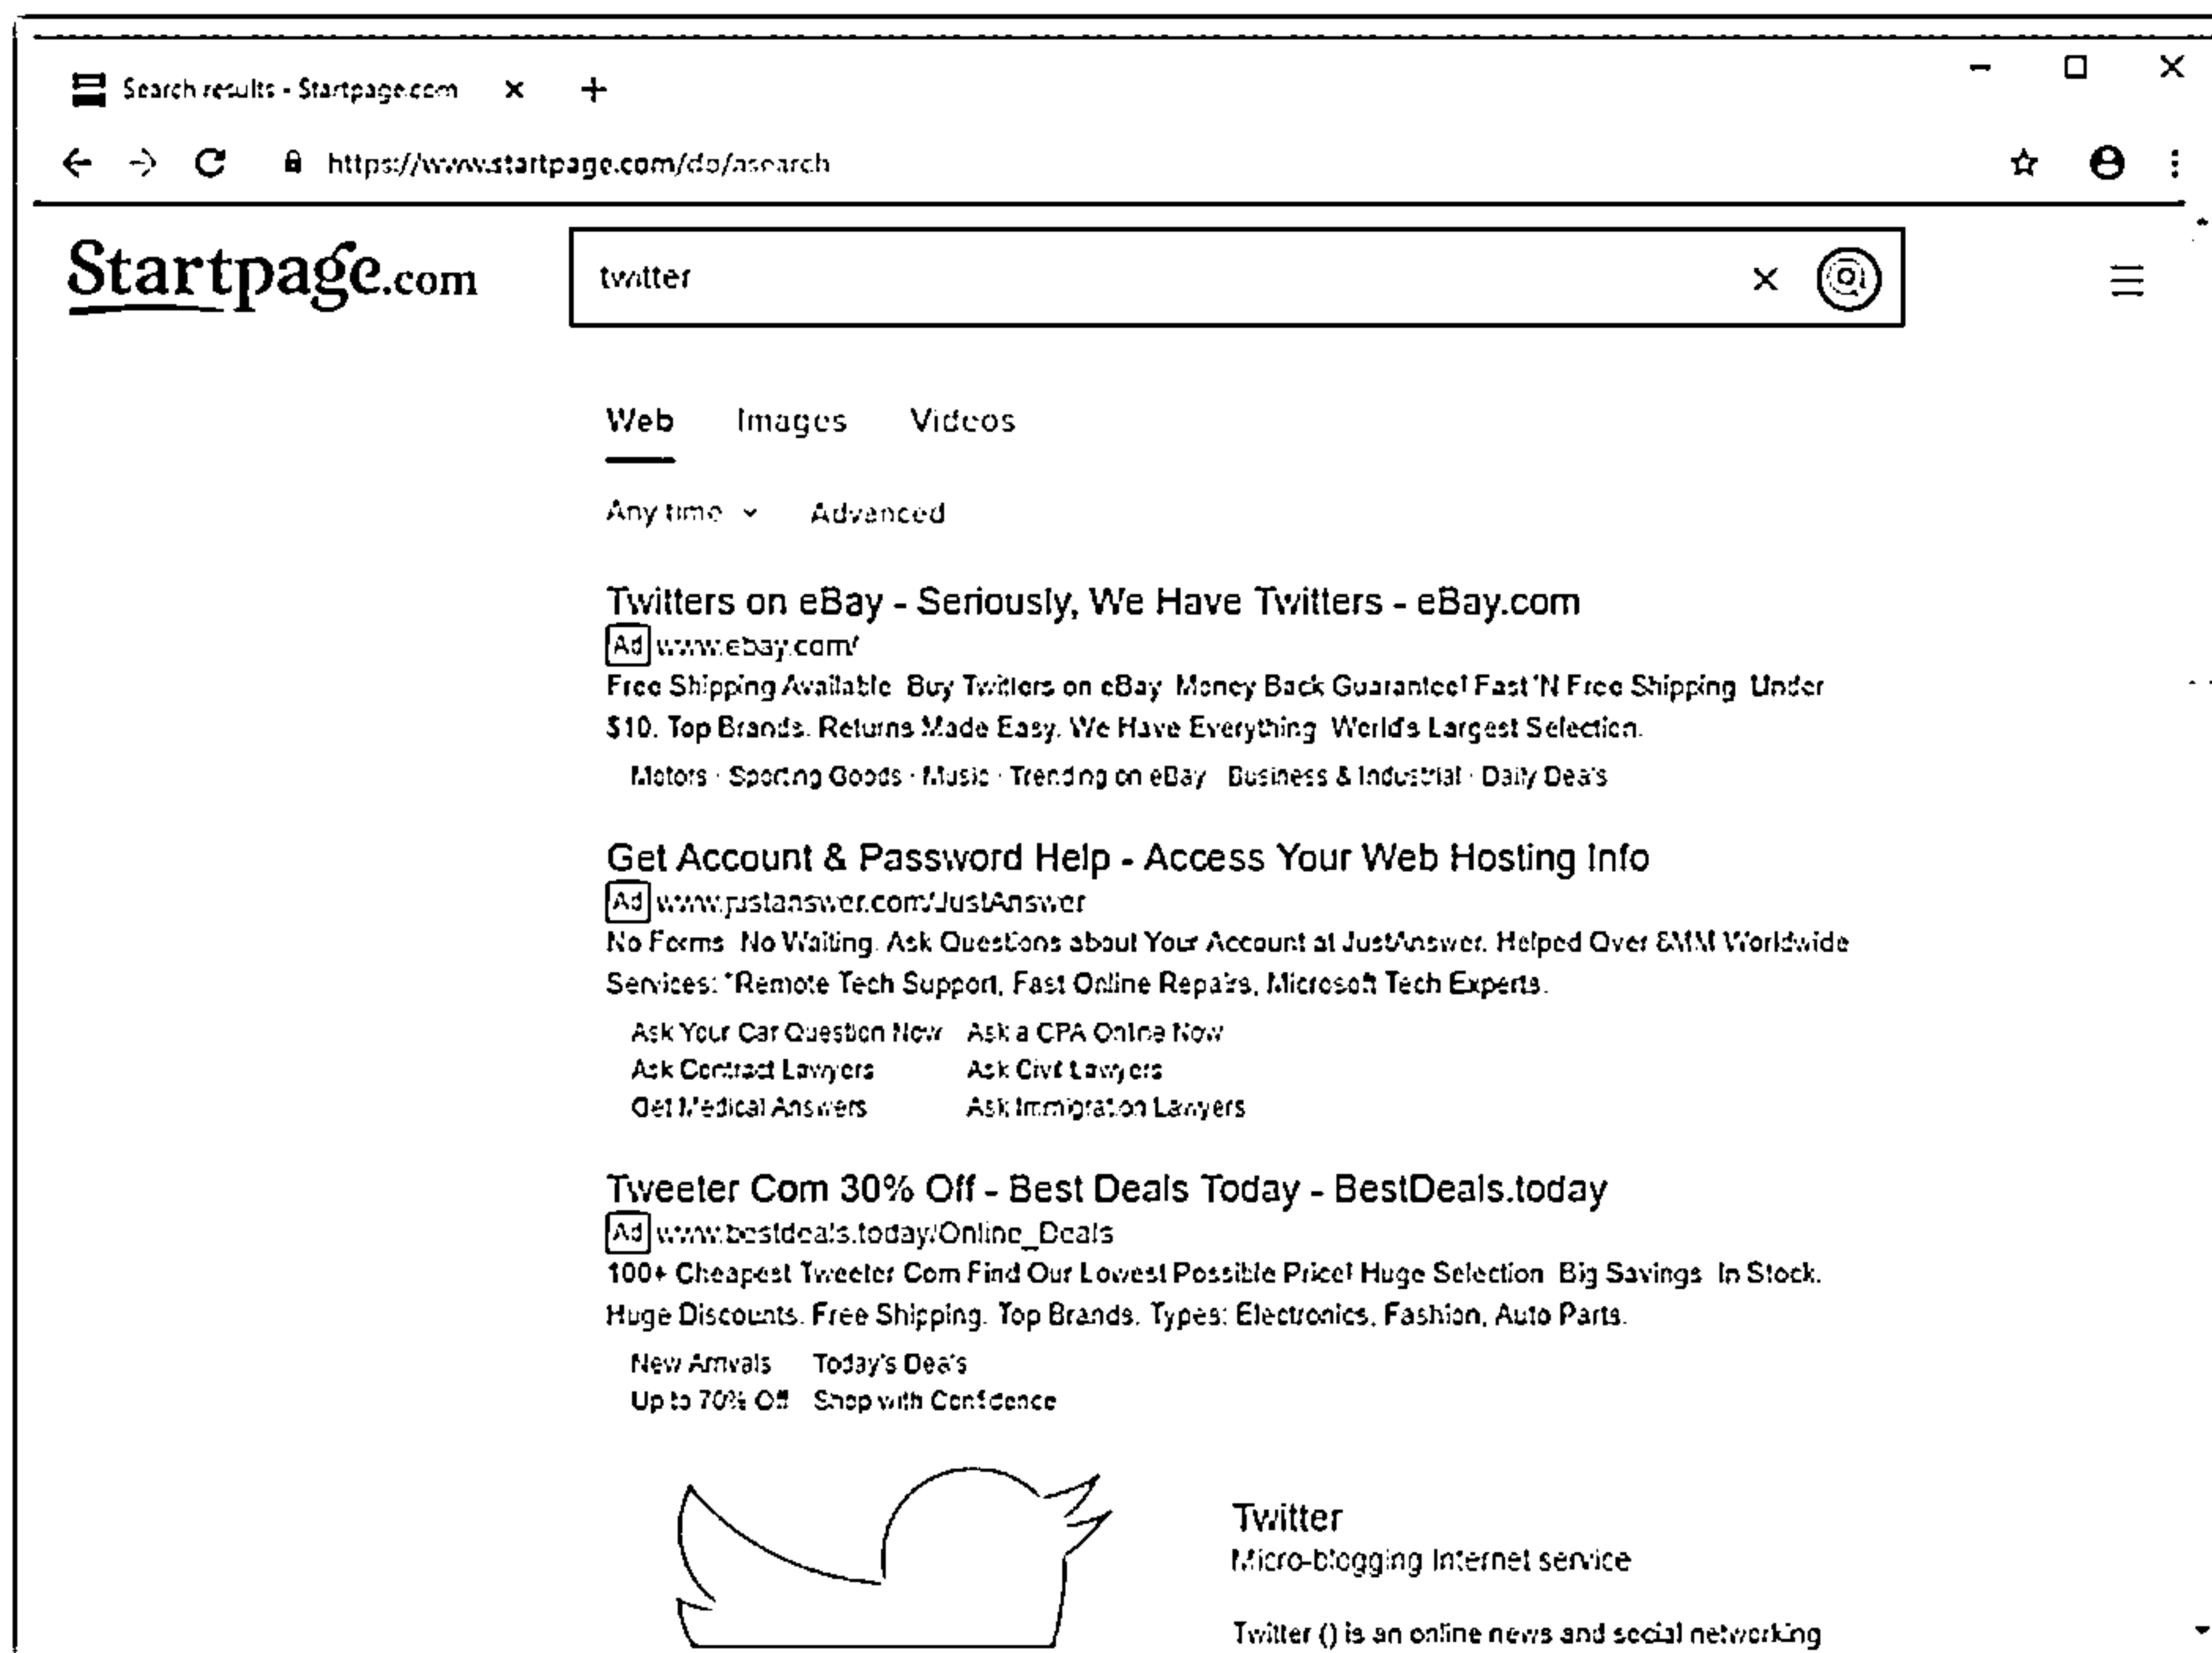 Search results - Startpage.com
https://www.startpage.com/do/asearch
Startpage.com
twitter
Web Images Videos
Any time Advanced
Twitters on eBay - Seriously, We Have Twitters - eBay.com
Ad www.ebay.com/
Free Shipping Available. Buy Twitters on eBay. Money Back Guarantee! Fast 'N Free Shipping. Under
$10. Top Brands. Returns Made Easy. We Have Everything. World's Largest Selection.
Motors · Sporting Goods · Music · Trending on eBay · Business & Industrial · Daily Deals
Get Account & Password Help - Access Your Web Hosting Info
Ad www.justanswer.com/JustAnswer
No Forms. No Waiting. Ask Questions about Your Account at JustAnswer. Helped Over 8MM Worldwide
Services: *Remote Tech Support, Fast Online Repairs, Microsoft Tech Experts.
Ask Your Car Question Now Ask a CPA Online Now
Ask Contract Lawyers Ask Civil Lawyers
Get Medical Answers Ask Immigration Lawyers
Tweeter Com 30% Off - Best Deals Today - BestDeals.today
Ad www.bestdeals.today/Online_Deals
100+ Cheapest Tweeter Com Find Our Lowest Possible Price! Huge Selection. Big Savings. In Stock.
Huge Discounts. Free Shipping. Top Brands. Types: Electronics, Fashion, Auto Parts.
New Arrivals Today's Deals
Up to 70% Off Shop with Confidence
Twitter
Micro-blogging Internet service
Twitter () is an online news and social networking